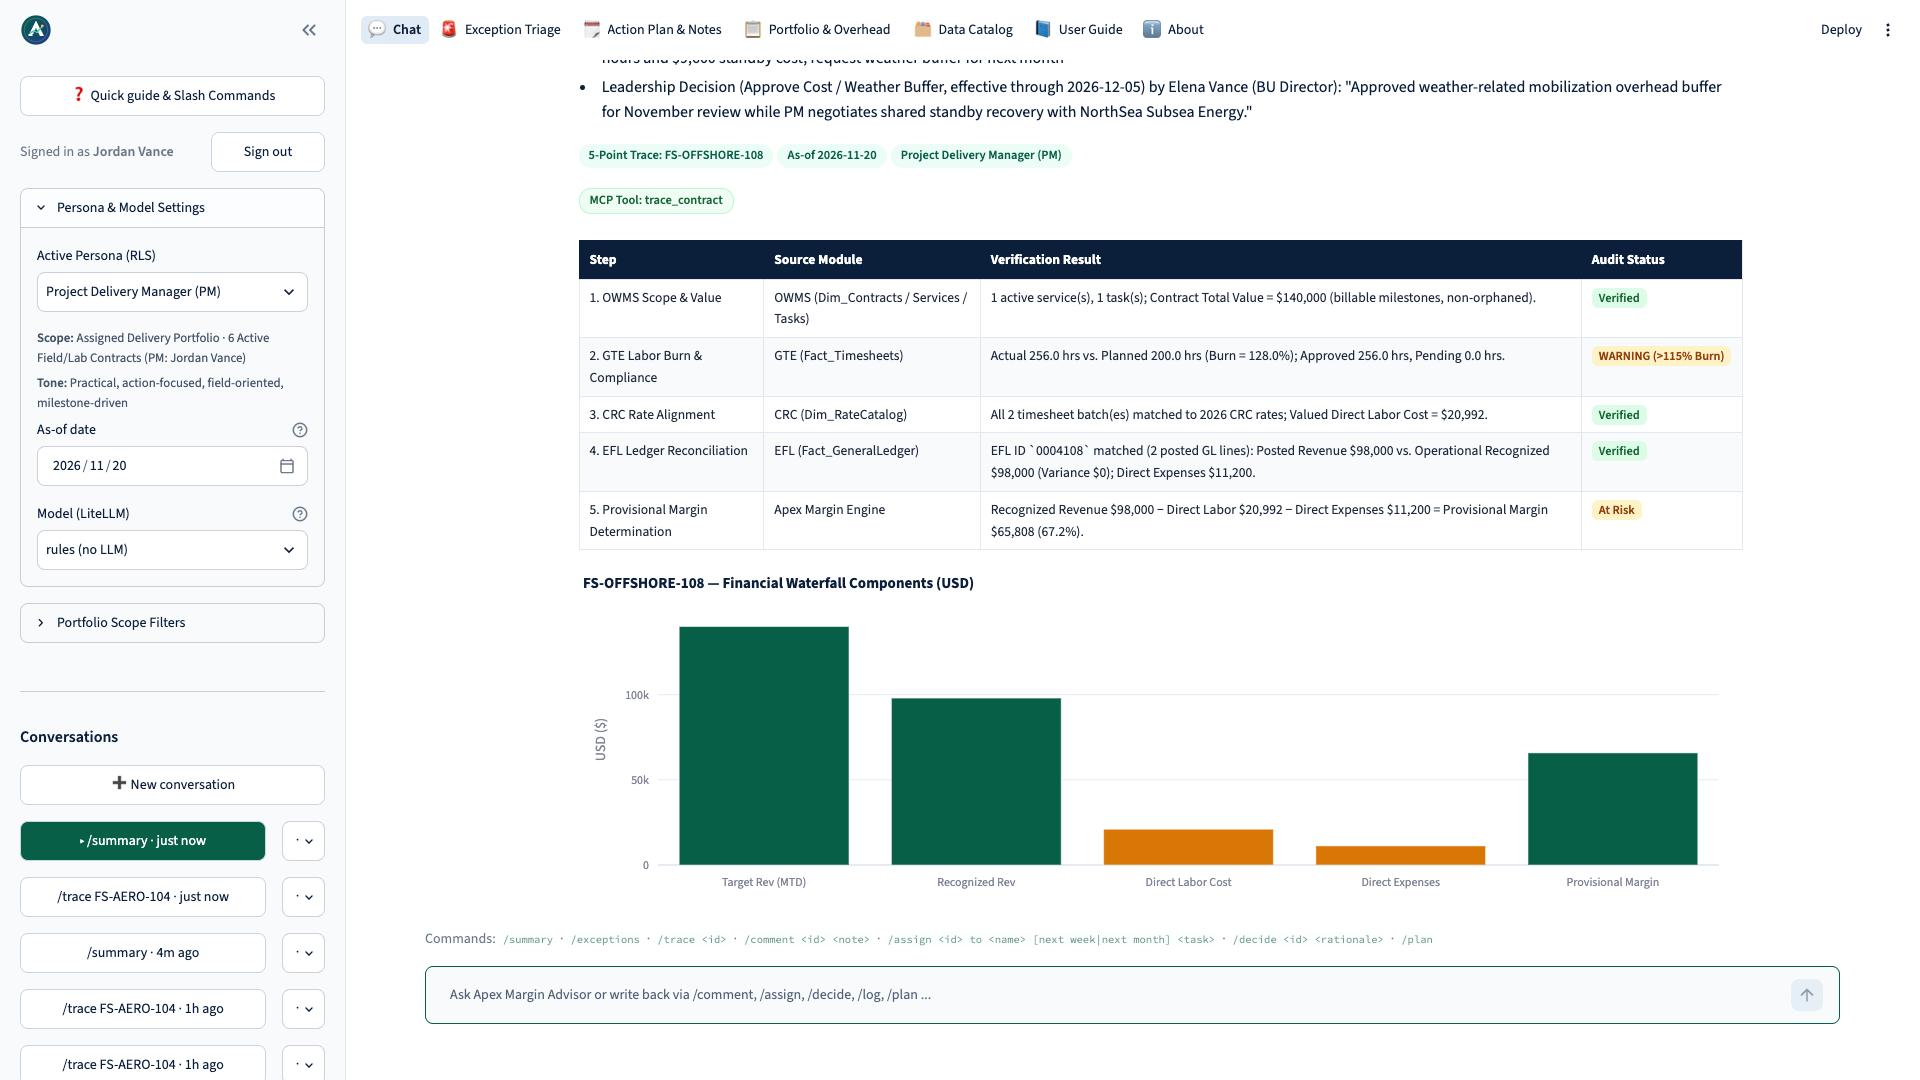 Chat
Exception Triage
Action Plan & Notes
Portfolio & Overhead
Data Catalog
User Guide
About
Deploy
Quick guide & Slash Commands
Signed in as Jordan Vance
Sign out
Persona & Model Settings
Active Persona (RLS)
Project Delivery Manager (PM)
Scope: Assigned Delivery Portfolio · 6 Active
Field/Lab Contracts (PM: Jordan Vance)
Tone: Practical, action-focused, field-oriented,
milestone-driven
As-of date
2026/11/20
Model (LiteLLM)
rules (no LLM)
Portfolio Scope Filters
Conversations
New conversation
/summary · just now
/trace FS-AERO-104 · just now
/summary · 4m ago
/trace FS-AERO-104 · 1h ago
/trace FS-AERO-104 · 1h ago
hours and $9,600 standby cost, request weather buffer for next month
Leadership Decision (Approve Cost / Weather Buffer, effective through 2026-12-05) by Elena Vance (BU Director): "Approved weather-related mobilization overhead buffer
for November review while PM negotiates shared standby recovery with NorthSea Subsea Energy."
5-Point Trace: FS-OFFSHORE-108
As-of 2026-11-20
Project Delivery Manager (PM)
MCP Tool: trace_contract
Step
Source Module
Verification Result
Audit Status
1. OWMS Scope & Value
OWMS (Dim_Contracts / Services /
Tasks)
1 active service(s), 1 task(s); Contract Total Value = $140,000 (billable milestones, non-orphaned).
Verified
2. GTE Labor Burn &
Compliance
GTE (Fact_Timesheets)
Actual 256.0 hrs vs. Planned 200.0 hrs (Burn = 128.0%); Approved 256.0 hrs, Pending 0.0 hrs.
WARNING (>115% Burn)
3. CRC Rate Alignment
CRC (Dim_RateCatalog)
All 2 timesheet batch(es) matched to 2026 CRC rates; Valued Direct Labor Cost = $20,992.
Verified
4. EFL Ledger Reconciliation
EFL (Fact_GeneralLedger)
EFL ID `0004108` matched (2 posted GL lines): Posted Revenue $98,000 vs. Operational Recognized
$98,000 (Variance $0); Direct Expenses $11,200.
Verified
5. Provisional Margin
Determination
Apex Margin Engine
Recognized Revenue $98,000 − Direct Labor $20,992 − Direct Expenses $11,200 = Provisional Margin
$65,808 (67.2%).
At Risk
FS-OFFSHORE-108 — Financial Waterfall Components (USD)
USD ($)
100k
50k
0
Target Rev (MTD)
Recognized Rev
Direct Labor Cost
Direct Expenses
Provisional Margin
Commands: /summary · /exceptions · /trace <id> · /comment <id> <note> · /assign <id> to <name> [next week|next month] <task> · /decide <id> <rationale> · /plan
Ask Apex Margin Advisor or write back via /comment, /assign, /decide, /log, /plan ...